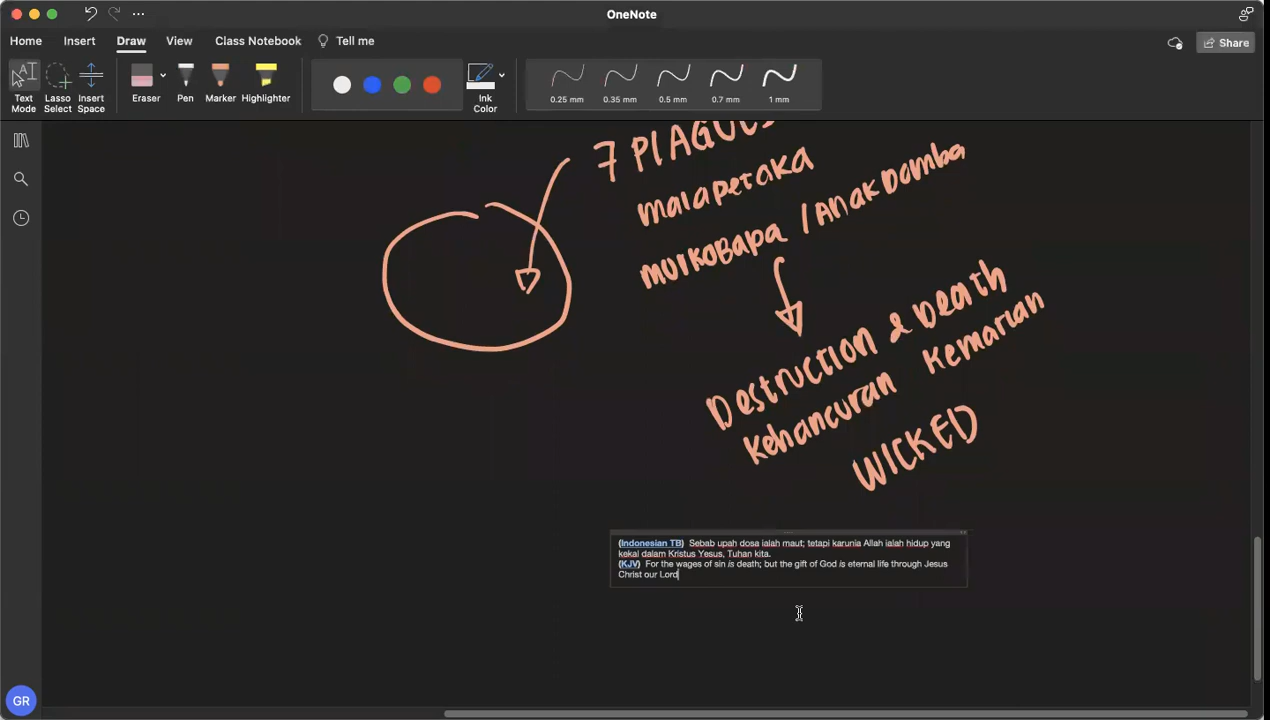 OneNote
Home Insert Draw View Class Notebook Tell me
Share
Text Mode
Lasso Select
Insert Space
Eraser
Pen
Marker
Highlighter
Ink Color
0.25 mm
0.35 mm
0.5 mm
0.7 mm
1 mm
7 PLAGUES
malapetaka
murkaBapa / Anak Domba
Destruction & Death
Kehancuran Kematian
WICKED
(Indonesian TB) Sebab upah dosa ialah maut; tetapi karunia Allah ialah hidup yang
kekal dalam Kristus Yesus, Tuhan kita.
(KJV) For the wages of sin is death; but the gift of God is eternal life through Jesus
Christ our Lord
GR